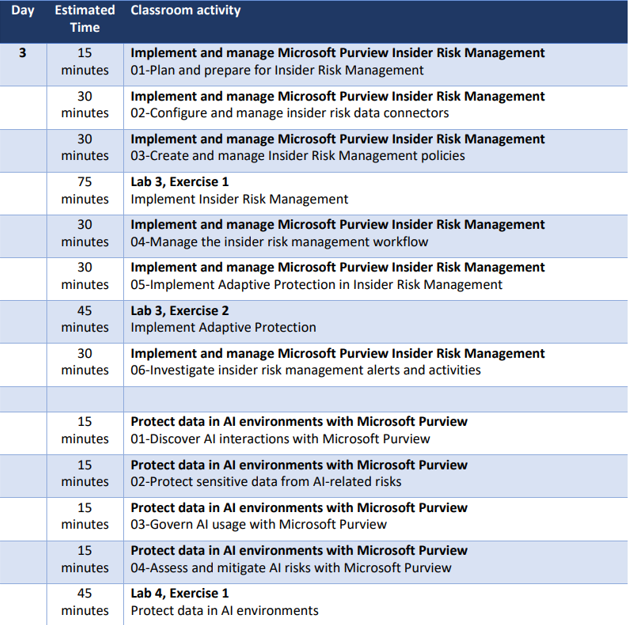 Day Estimated Time Classroom activity
3 15 minutes Implement and manage Microsoft Purview Insider Risk Management
01-Plan and prepare for Insider Risk Management
30 minutes Implement and manage Microsoft Purview Insider Risk Management
02-Configure and manage insider risk data connectors
30 minutes Implement and manage Microsoft Purview Insider Risk Management
03-Create and manage Insider Risk Management policies
75 minutes Lab 3, Exercise 1
Implement Insider Risk Management
30 minutes Implement and manage Microsoft Purview Insider Risk Management
04-Manage the insider risk management workflow
30 minutes Implement and manage Microsoft Purview Insider Risk Management
05-Implement Adaptive Protection in Insider Risk Management
45 minutes Lab 3, Exercise 2
Implement Adaptive Protection
30 minutes Implement and manage Microsoft Purview Insider Risk Management
06-Investigate insider risk management alerts and activities
15 minutes Protect data in AI environments with Microsoft Purview
01-Discover AI interactions with Microsoft Purview
15 minutes Protect data in AI environments with Microsoft Purview
02-Protect sensitive data from AI-related risks
15 minutes Protect data in AI environments with Microsoft Purview
03-Govern AI usage with Microsoft Purview
15 minutes Protect data in AI environments with Microsoft Purview
04-Assess and mitigate AI risks with Microsoft Purview
45 minutes Lab 4, Exercise 1
Protect data in AI environments